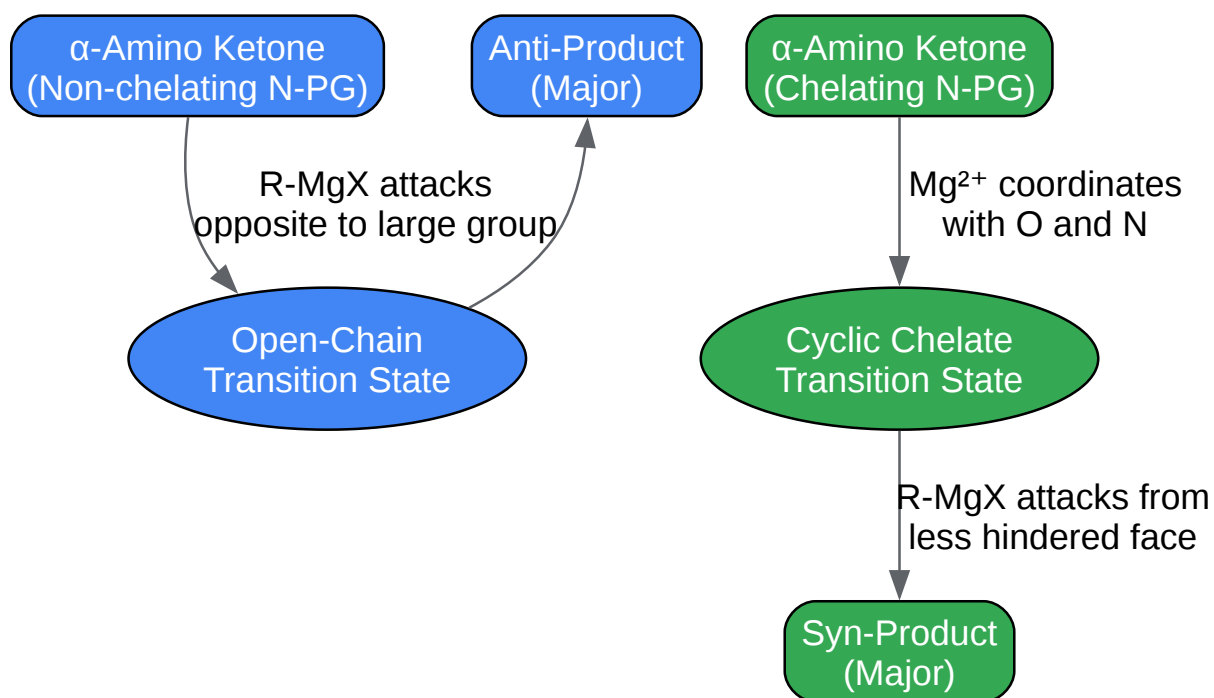 α-Amino Ketone
(Non-chelating N-PG)
R-MgX attacks
opposite to large group
Open-Chain
Transition State
Anti-Product
(Major)
α-Amino Ketone
(Chelating N-PG)
Mg²⁺ coordinates
with O and N
Cyclic Chelate
Transition State
R-MgX attacks from
less hindered face
Syn-Product
(Major)